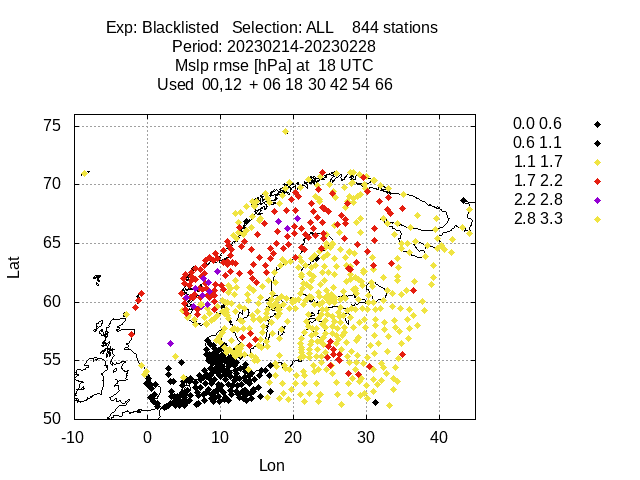 Exp: Blacklisted Selection: ALL 844 stations
Period: 20230214-20230228
Mslp rmse [hPa] at 18 UTC
Used 00,12 + 06 18 30 42 54 66
75
70
65
60
55
50
-10 0 10 20 30 40
Lat
Lon
0.0 0.6
0.6 1.1
1.1 1.7
1.7 2.2
2.2 2.8
2.8 3.3